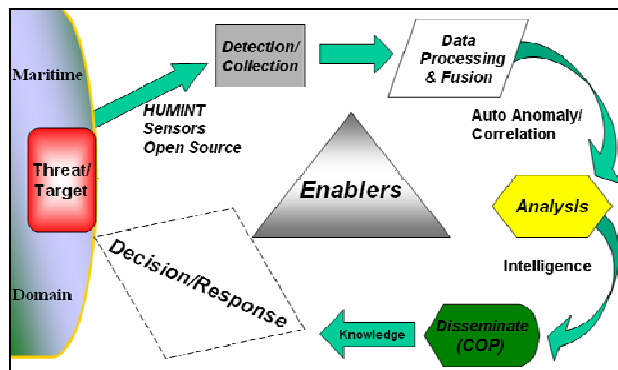 Maritime
Threat/
Target
Domain
HUMINT
Sensors
Open Source
Detection/
Collection
Data
Processing
& Fusion
Auto Anomaly/
Correlation
Analysis
Intelligence
Disseminate
(COP)
Knowledge
Decision/Response
Enablers